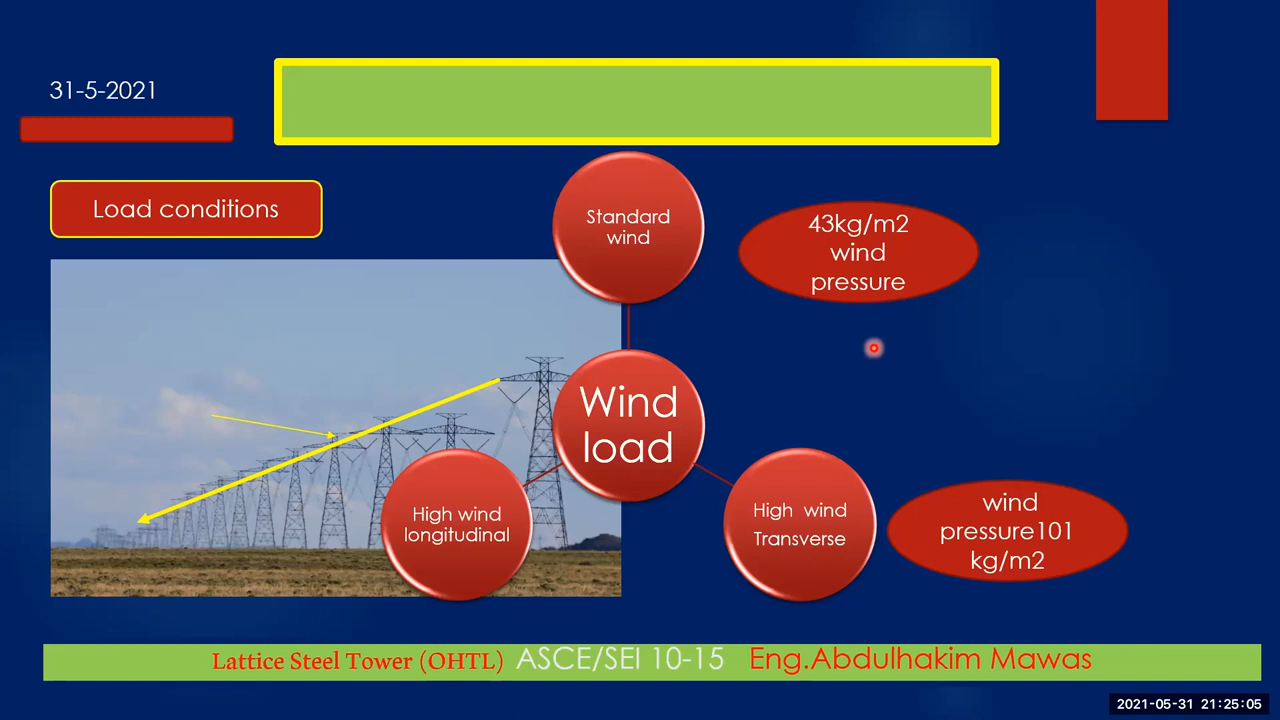 31-5-2021
Load conditions
Standard
wind
43kg/m2
wind
pressure
Wind
load
High wind
longitudinal
High wind
Transverse
wind
pressure101
kg/m2
Lattice Steel Tower (OHTL) ASCE/SEI 10-15 Eng.Abdulhakim Mawas
2021-05-31 21:25:05